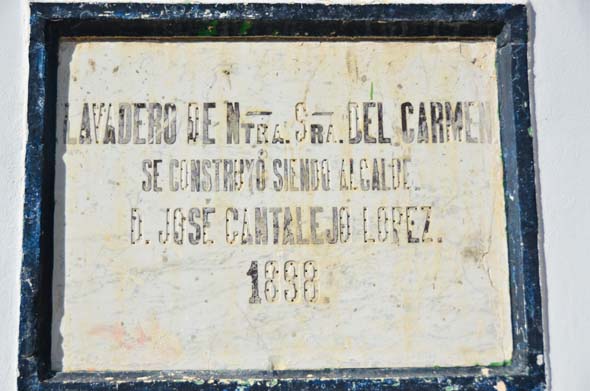 LAVADERO DE NTRA. SRA. DEL CARMEN
SE CONSTRUYÓ SIENDO ALCALDE
D. JOSÉ CANTALEJO LOPEZ.
1898